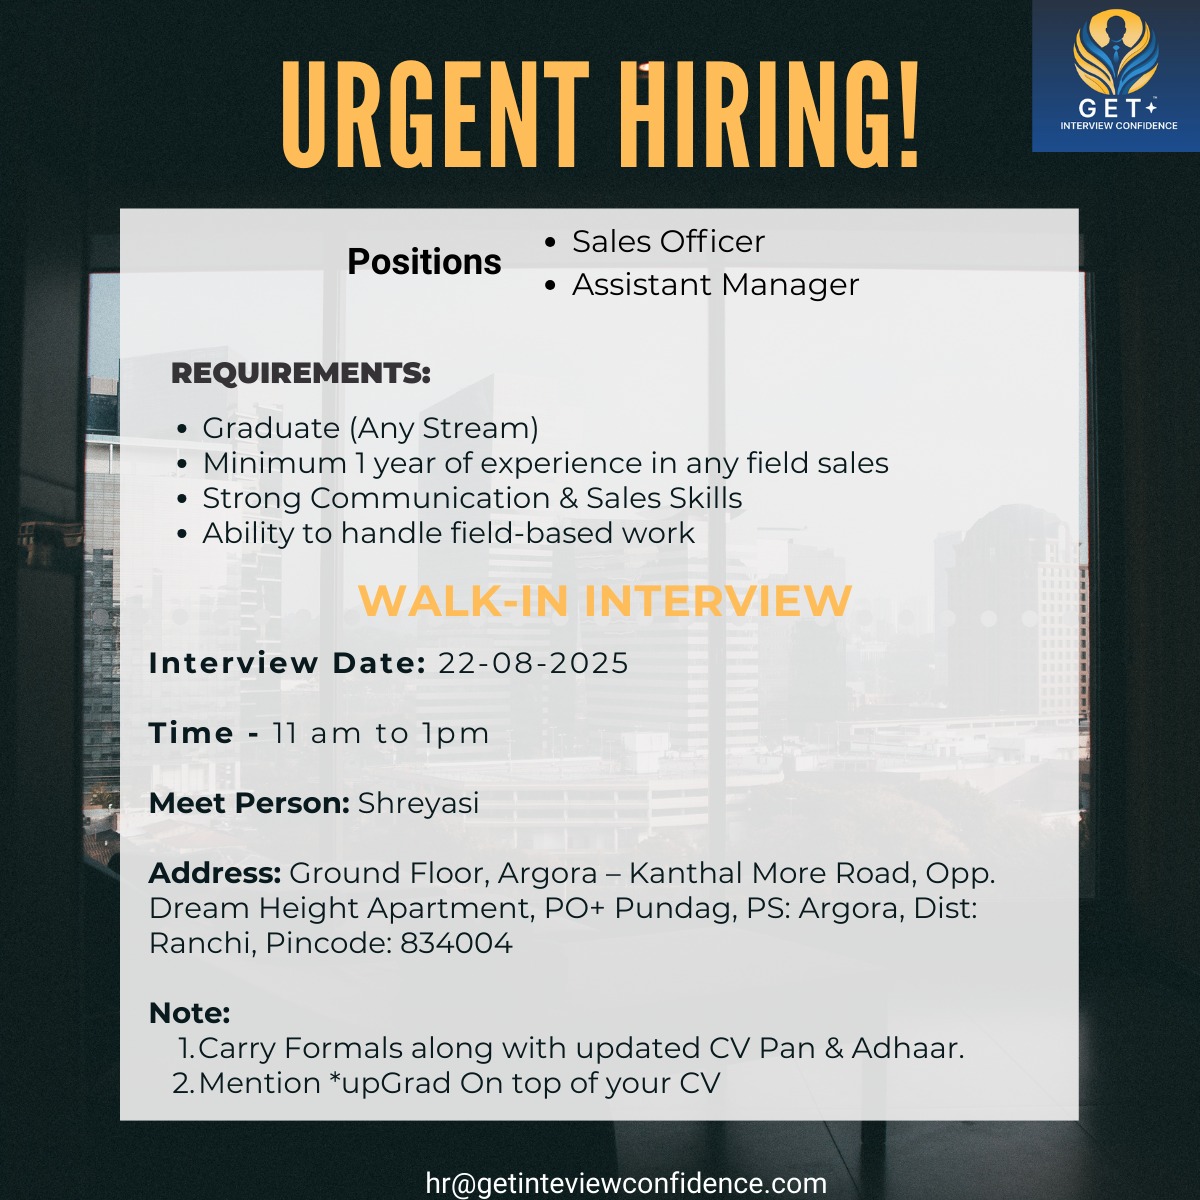 URGENT HIRING!
GET
INTERVIEW CONFIDENCE
Positions
• Sales Officer
• Assistant Manager
REQUIREMENTS:
• Graduate (Any Stream)
• Minimum 1 year of experience in any field sales
• Strong Communication & Sales Skills
• Ability to handle field-based work
WALK-IN INTERVIEW
Interview Date: 22-08-2025
Time - 11 am to 1pm
Meet Person: Shreyasi
Address: Ground Floor, Argora – Kanthal More Road, Opp.
Dream Height Apartment, PO+ Pundag, PS: Argora, Dist:
Ranchi, Pincode: 834004
Note:
1. Carry Formals along with updated CV Pan & Adhaar.
2. Mention *upGrad On top of your CV
hr@getinteviewconfidence.com